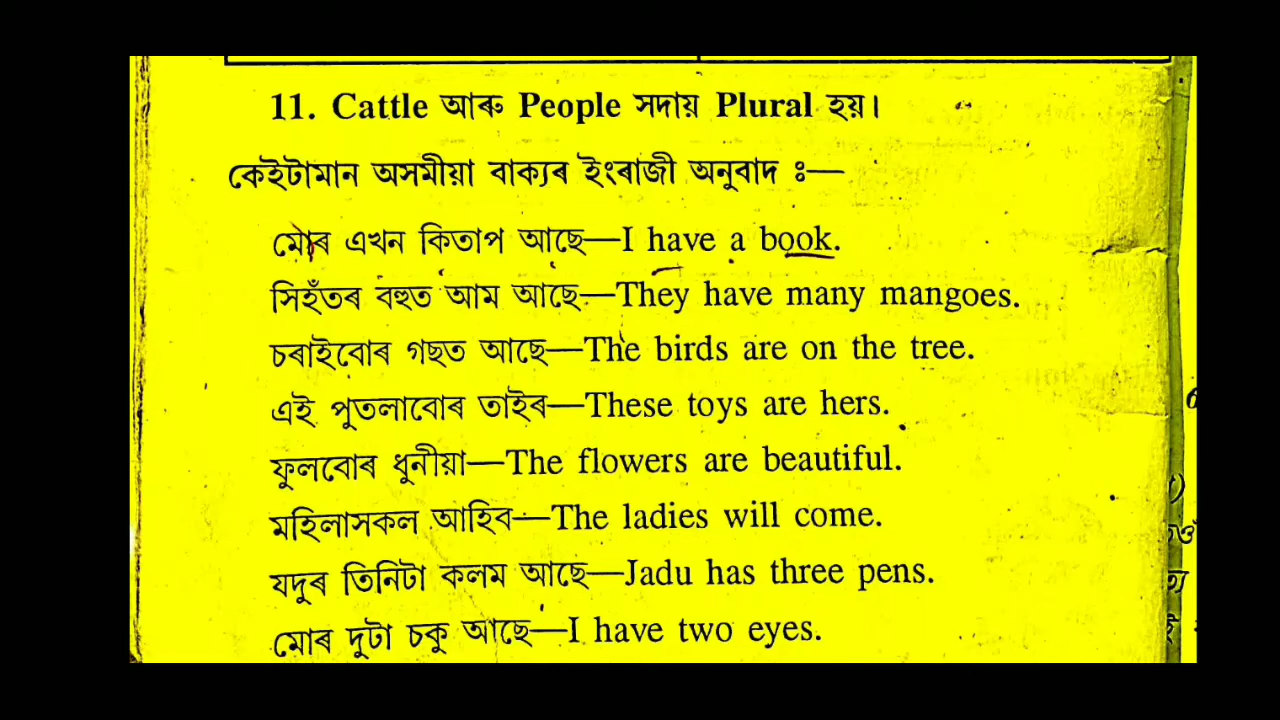 11. Cattle আৰু People সদায় Plural হয়।
কেইটামান অসমীয়া বাক্যৰ ইংৰাজী অনুবাদ ঃ—
মোৰ এখন কিতাপ আছে—I have a book.
সিহঁতৰ বহুত আম আছে—They have many mangoes.
চৰাইবোৰ গছত আছে—The birds are on the tree.
এই পুতলাবোৰ তাইৰ—These toys are hers.
ফুলবোৰ ধুনীয়া—The flowers are beautiful.
মহিলাসকল আহিব—The ladies will come.
যদুৰ তিনিটা কলম আছে—Jadu has three pens.
মোৰ দুটা চকু আছে—I have two eyes.